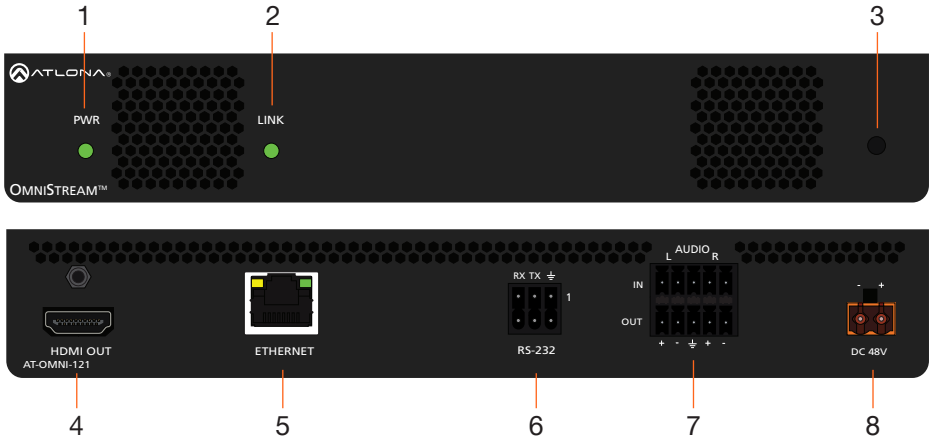 1 2 3
ATLONA®
PWR LINK
OMNISTREAM™
AUDIO
L R
RX TX
IN
1
OUT
+ - + -
- +
HDMI OUT ETHERNET RS-232 DC 48V
AT-OMNI-121
4 5 6 7 8